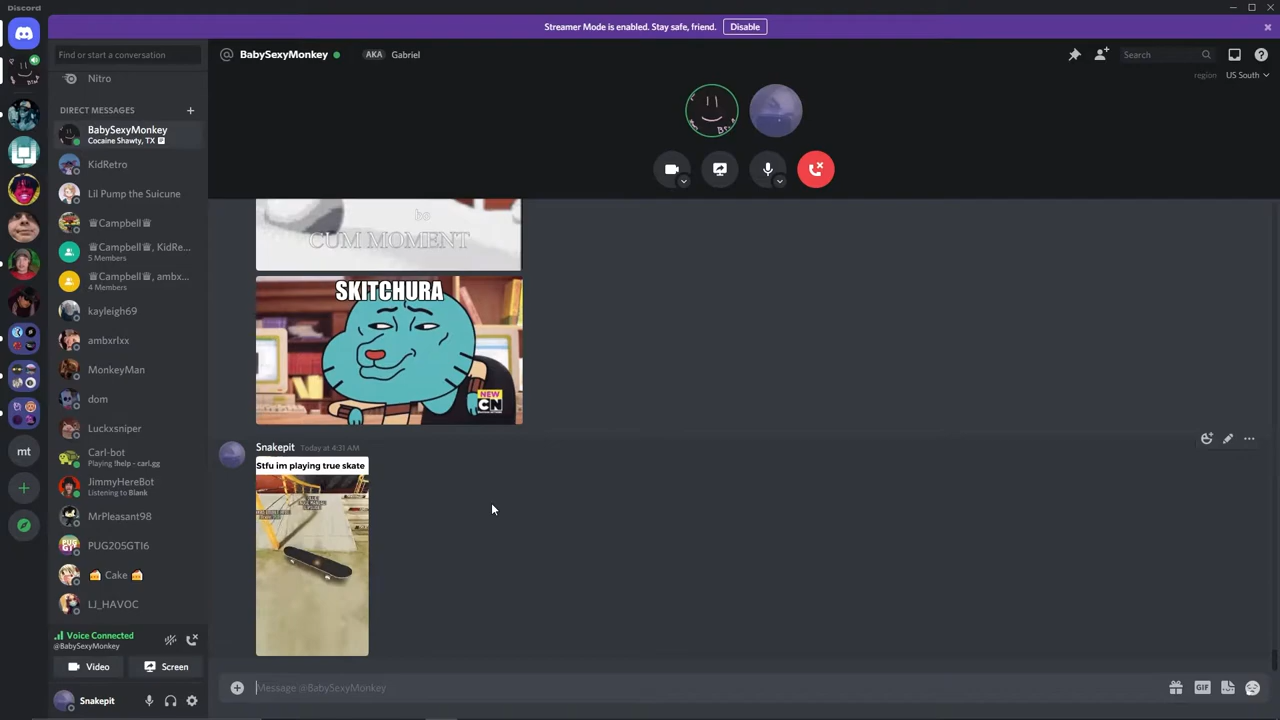 Discord
Streamer Mode is enabled. Stay safe, friend.
Disable
Find or start a conversation
BabySexyMonkey
AKA
Gabriel
Search
region
US South
Nitro
DIRECT MESSAGES
BabySexyMonkey
Cocaine Shawty, TX
KidRetro
Lil Pump the Suicune
♕Campbell♕
♕Campbell♕, KidRe...
5 Members
♕Campbell♕, ambx...
4 Members
kayleigh69
ambxrlxx
MonkeyMan
dom
Luckxsniper
Carl-bot
Playing !help - carl.gg
JimmyHereBot
Listening to Blank
MrPleasant98
PUG205GTI6
🍰 Cake 🍰
LJ_HAVOC
mt
Voice Connected
@BabySexyMonkey
Video
Screen
Snakepit
ho
CUM MOMENT
SKITCHURA
NEW
CN
Snakepit
Today at 4:31 AM
Stfu im playing true skate
Message @BabySexyMonkey
GIF